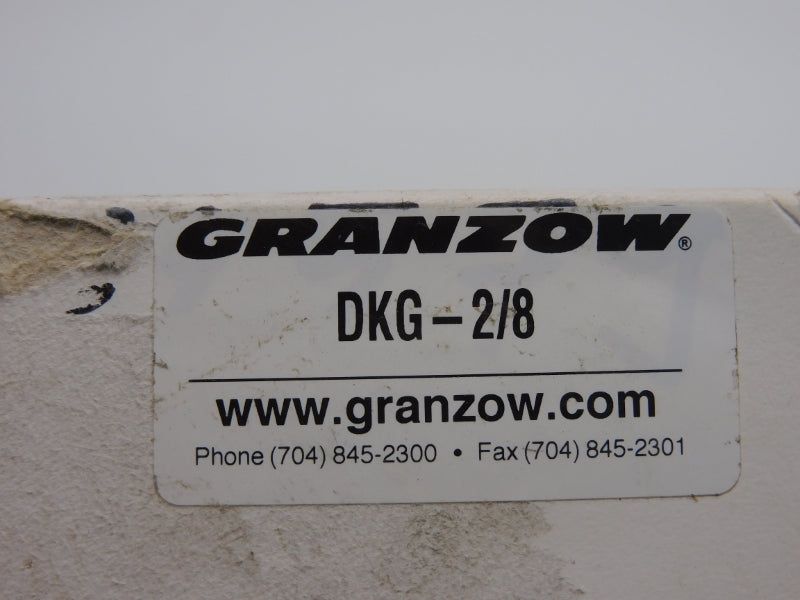 GRANZOW®
DKG – 2/8
www.granzow.com
Phone (704) 845-2300 • Fax (704) 845-2301